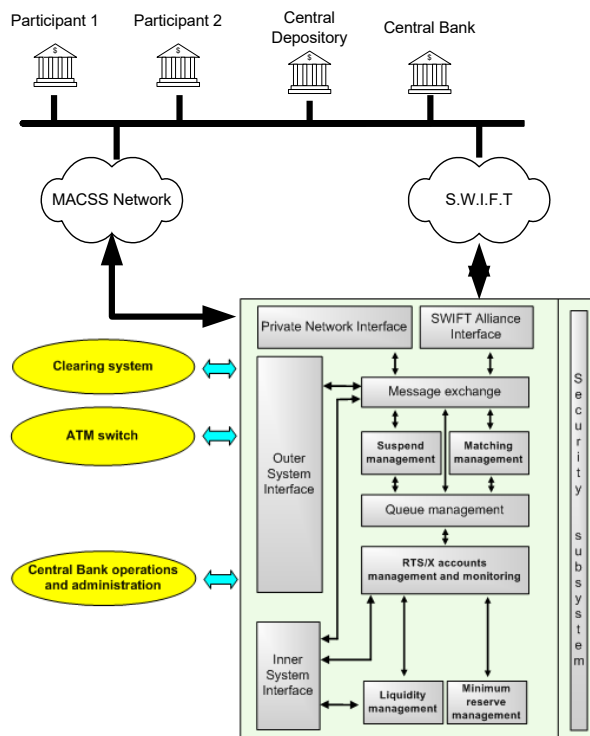 Participant 1
Participant 2
Central
Depository
Central Bank
MACSS Network
S.W.I.F.T
Private Network Interface
SWIFT Alliance
Interface
Clearing system
ATM switch
Central Bank operations
and administration
Outer
System
Interface
Message exchange
Suspend
management
Matching
management
Queue management
RTS/X accounts
management and monitoring
Inner
System
Interface
Liquidity
management
Minimum
reserve
management
Security subsystem